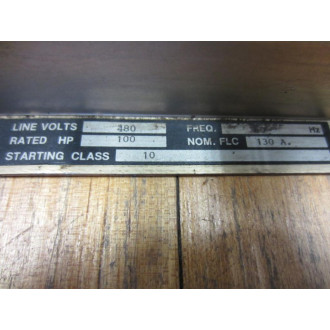 LINE VOLTS 480 FREQ. Hz
RATED HP 100 NOM. FLC 130 A.
STARTING CLASS 10